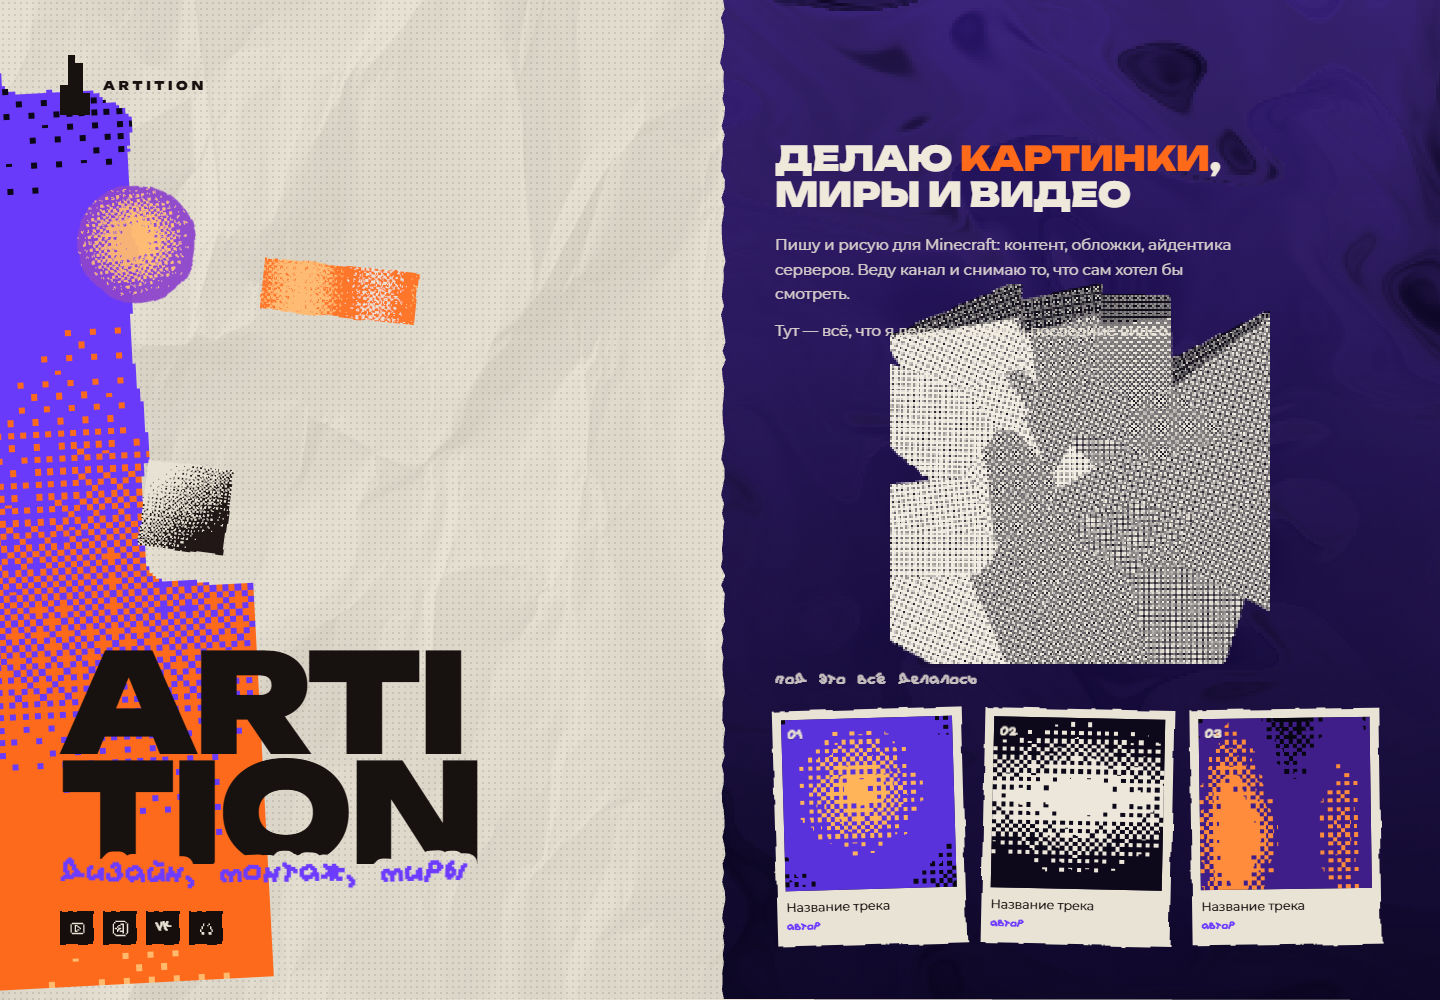 ARTITION
ARTI
TION
дизайн, монтаж, миры
VK
ДЕЛАЮ КАРТИНКИ,
МИРЫ И ВИДЕО
Пишу и рисую для Minecraft: контент, обложки, айдентика
серверов. Веду канал и снимаю то, что сам хотел бы
смотреть.
Тут — всё, что я
под это всё делалось
01
Название трека
автор
02
Название трека
автор
03
Название трека
автор